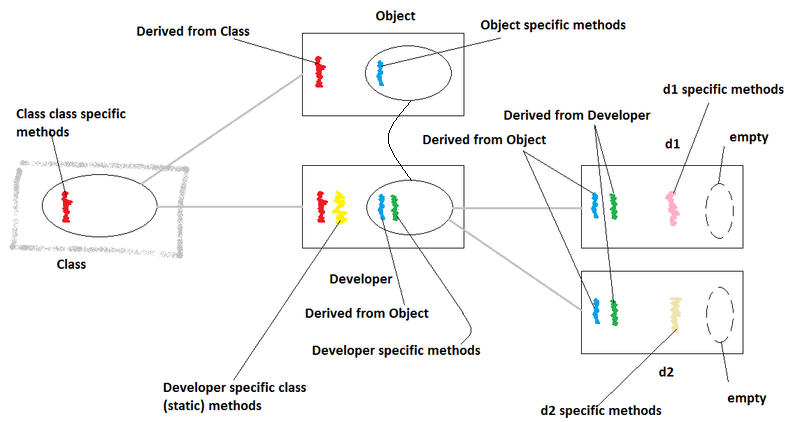 Object
Derived from Class
Object specific methods
Class class specific
methods
d1 specific methods
Derived from Developer
Derived from Object
d1
empty
Class
Developer
Derived from Object
Developer specific methods
Developer specific class
(static) methods
d2
empty
d2 specific methods